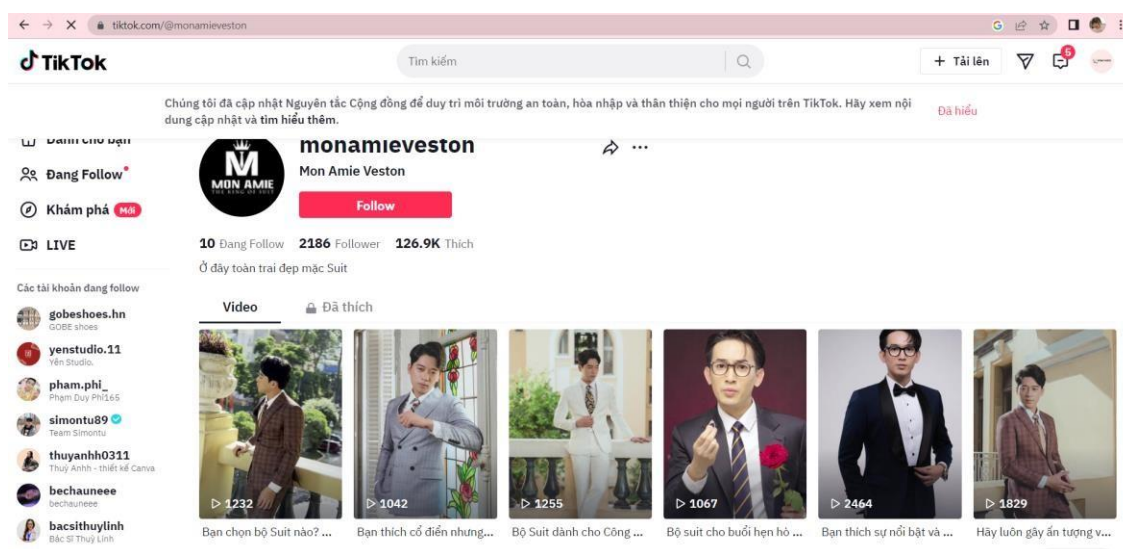 tiktok.com/@monamieveston
TikTok
Tìm kiếm
Tải lên
5
Chúng tôi đã cập nhật Nguyên tắc Cộng đồng để duy trì môi trường an toàn, hòa nhập và thân thiện cho mọi người trên TikTok. Hãy xem nội
dung cập nhật và tìm hiểu thêm.
Đã hiểu
Dành cho bạn
Đang Follow
Khám phá Mới
LIVE
Các tài khoản đang follow
gobeshoes.hn
GOBE shoes
yenstudio.11
Yên Studio.
pham.phi_
Phạm Duy Phi165
simontu89
Team Simontu
thuyanhh0311
Thuỳ Anhh - thiết kế Canva
bechauneee
bechauneee
bacsithuylinh
Bác Sĩ Thuỳ Linh
M
MON AMIE
THE KING OF SUIT
monamieveston
Mon Amie Veston
Follow
10 Đang Follow 2186 Follower 126.9K Thích
Ở đây toàn trai đẹp mặc Suit
Video Đã thích
1232 1042 1255 1067 2464 1829
Bạn chọn bộ Suit nào? ... Bạn thích cổ điển nhưng... Bộ Suit dành cho Công ... Bộ suit cho buổi hẹn hò ... Bạn thích sự nổi bật và ... Hãy luôn gây ấn tượng v...